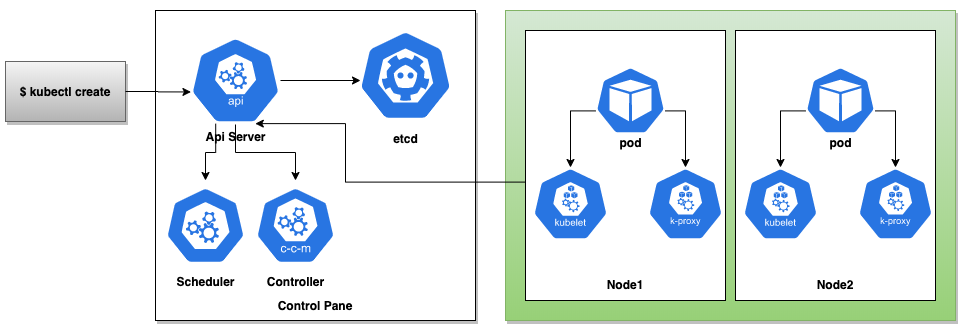 $ kubectl create
api
Api Server
etcd
Scheduler
c-c-m
Controller
Control Pane
pod
kubelet
k-proxy
Node1
pod
kubelet
k-proxy
Node2